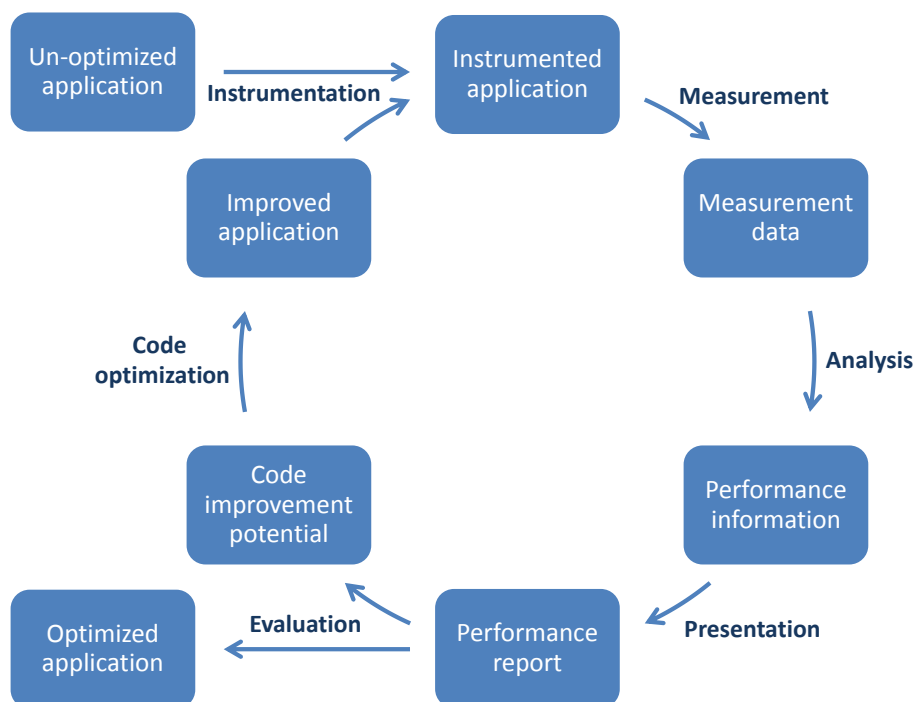 Un-optimized
application
Instrumentation
Instrumented
application
Measurement
Improved
application
Measurement
data
Code
optimization
Analysis
Code
improvement
potential
Performance
information
Optimized
application
Evaluation
Performance
report
Presentation